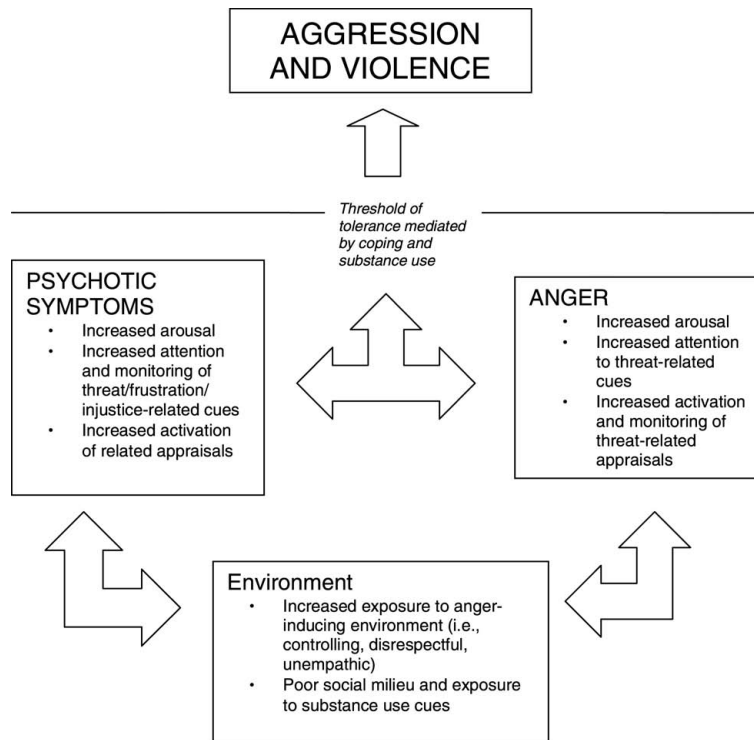 AGGRESSION
AND VIOLENCE
Threshold of
tolerance mediated
by coping and
substance use
PSYCHOTIC
SYMPTOMS
• Increased arousal
• Increased attention
and monitoring of
threat/frustration/
injustice-related cues
• Increased activation
of related appraisals
ANGER
• Increased arousal
• Increased attention
to threat-related
cues
• Increased activation
and monitoring of
threat-related
appraisals
Environment
• Increased exposure to anger-
inducing environment (i.e.,
controlling, disrespectful,
unempathic)
• Poor social milieu and exposure
to substance use cues